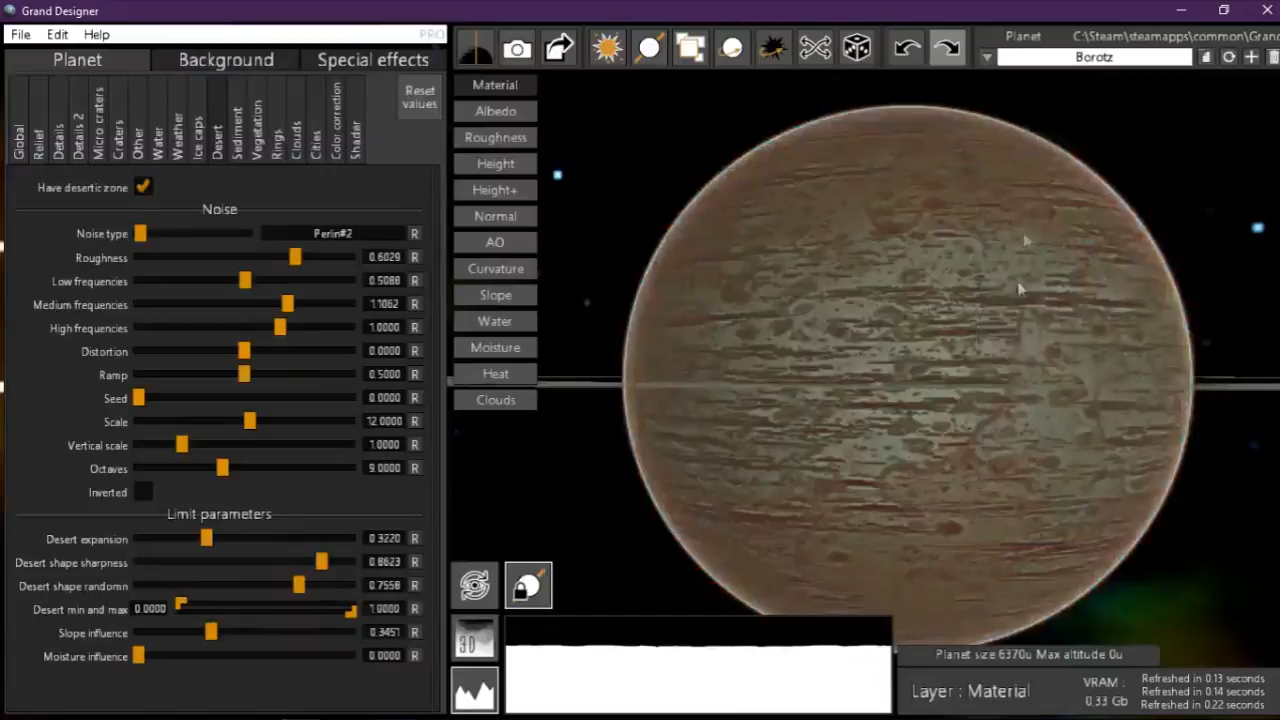 Grand Designer
File Edit Help PRO
Planet Background Special effects
Planet C:\Steam\steamapps\common\Gran
Borotz
Global Relief Details Details 2 Micro craters Craters Other Water Weather Ice caps Desert Sediment Vegetation Rings Clouds Cities Color correction Shader
Reset values
Have desertic zone
Noise
Noise type Perlin#2 R
Roughness 0.6029 R
Low frequencies 0.5088 R
Medium frequencies 1.1062 R
High frequencies 1.0000 R
Distortion 0.0000 R
Ramp 0.5000 R
Seed 0.0000 R
Scale 12.0000 R
Vertical scale 1.0000 R
Octaves 9.0000 R
Inverted
Limit parameters
Desert expansion 0.3220 R
Desert shape sharpness 0.8623 R
Desert shape randomn 0.7558 R
Desert min and max 0.0000 1.0000 R
Slope influence 0.3451 R
Moisture influence 0.0000 R
Material
Albedo
Roughness
Height
Height+
Normal
AO
Curvature
Slope
Water
Moisture
Heat
Clouds
3D
Planet size 6370u Max altitude 0u
Layer : Material
VRAM :
0.33 Gb
Refreshed in 0.13 seconds
Refreshed in 0.14 seconds
Refreshed in 0.22 seconds